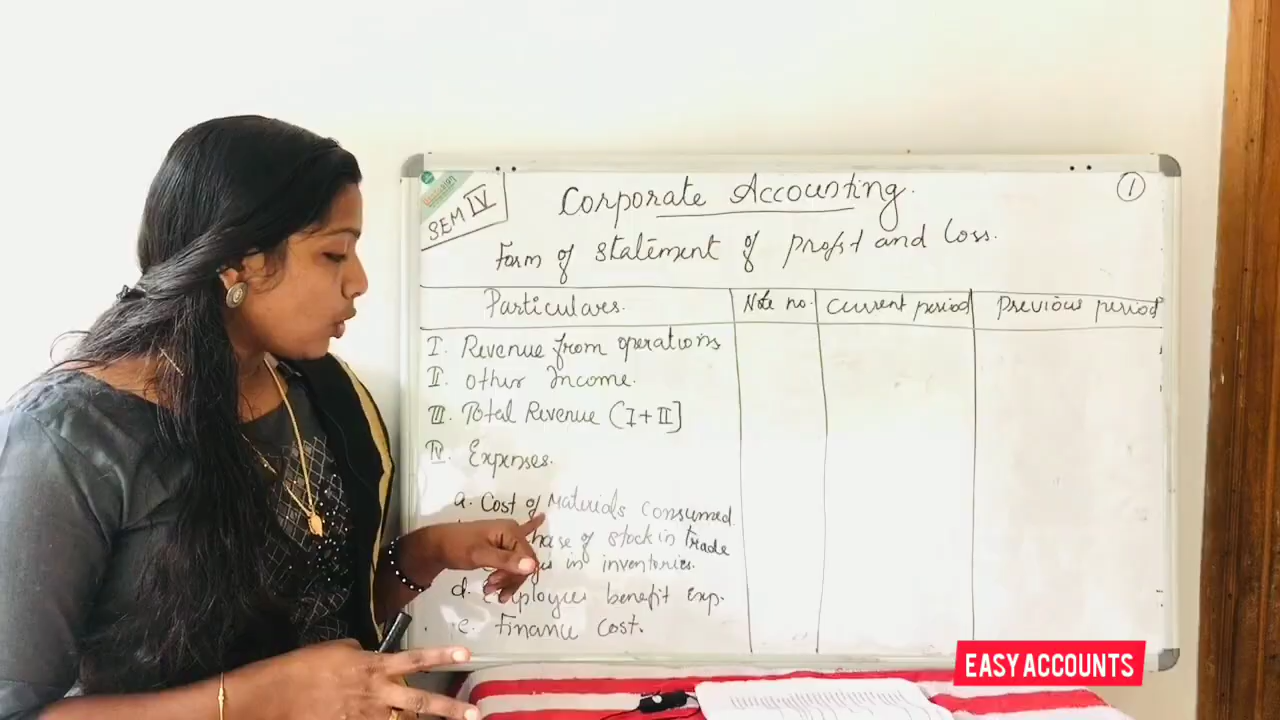 SEM IV
Corporate Accounting.
1
Form of Statement of profit and Loss.
Particulars. Note no. Current period Previous period
I. Revenue from operations
II. Other Income.
III. Total Revenue (I+II]
IV. Expenses.
a. Cost of Materials Consumed.
hase of stock in trade
in inventories.
d. Employees benefit exp.
e. Finance Cost.
EASY ACCOUNTS